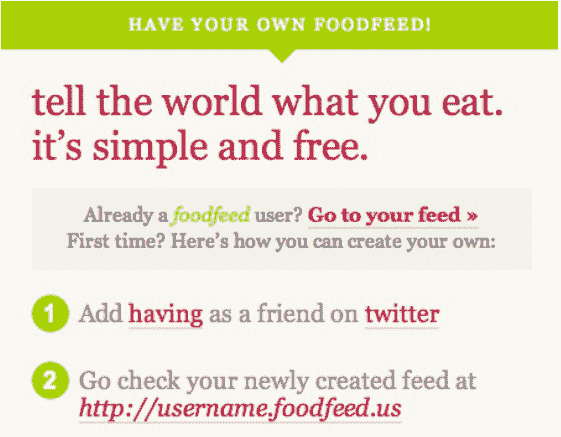 HAVE YOUR OWN FOODFEED!
tell the world what you eat.
it's simple and free.
Already a foodfeed user? Go to your feed »
First time? Here's how you can create your own:
1 Add having as a friend on twitter
2 Go check your newly created feed at
http://username.foodfeed.us